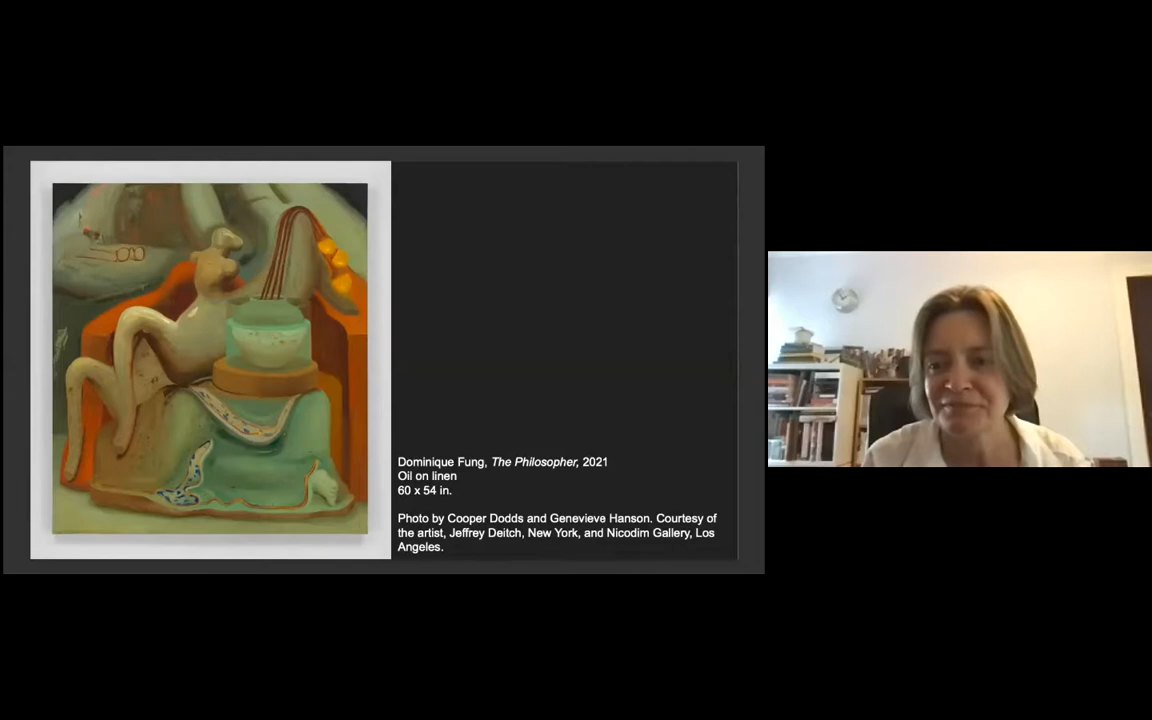 Dominique Fung, The Philosopher, 2021
Oil on linen
60 x 54 in.
Photo by Cooper Dodds and Genevieve Hanson. Courtesy of
the artist, Jeffrey Deitch, New York, and Nicodim Gallery, Los
Angeles.